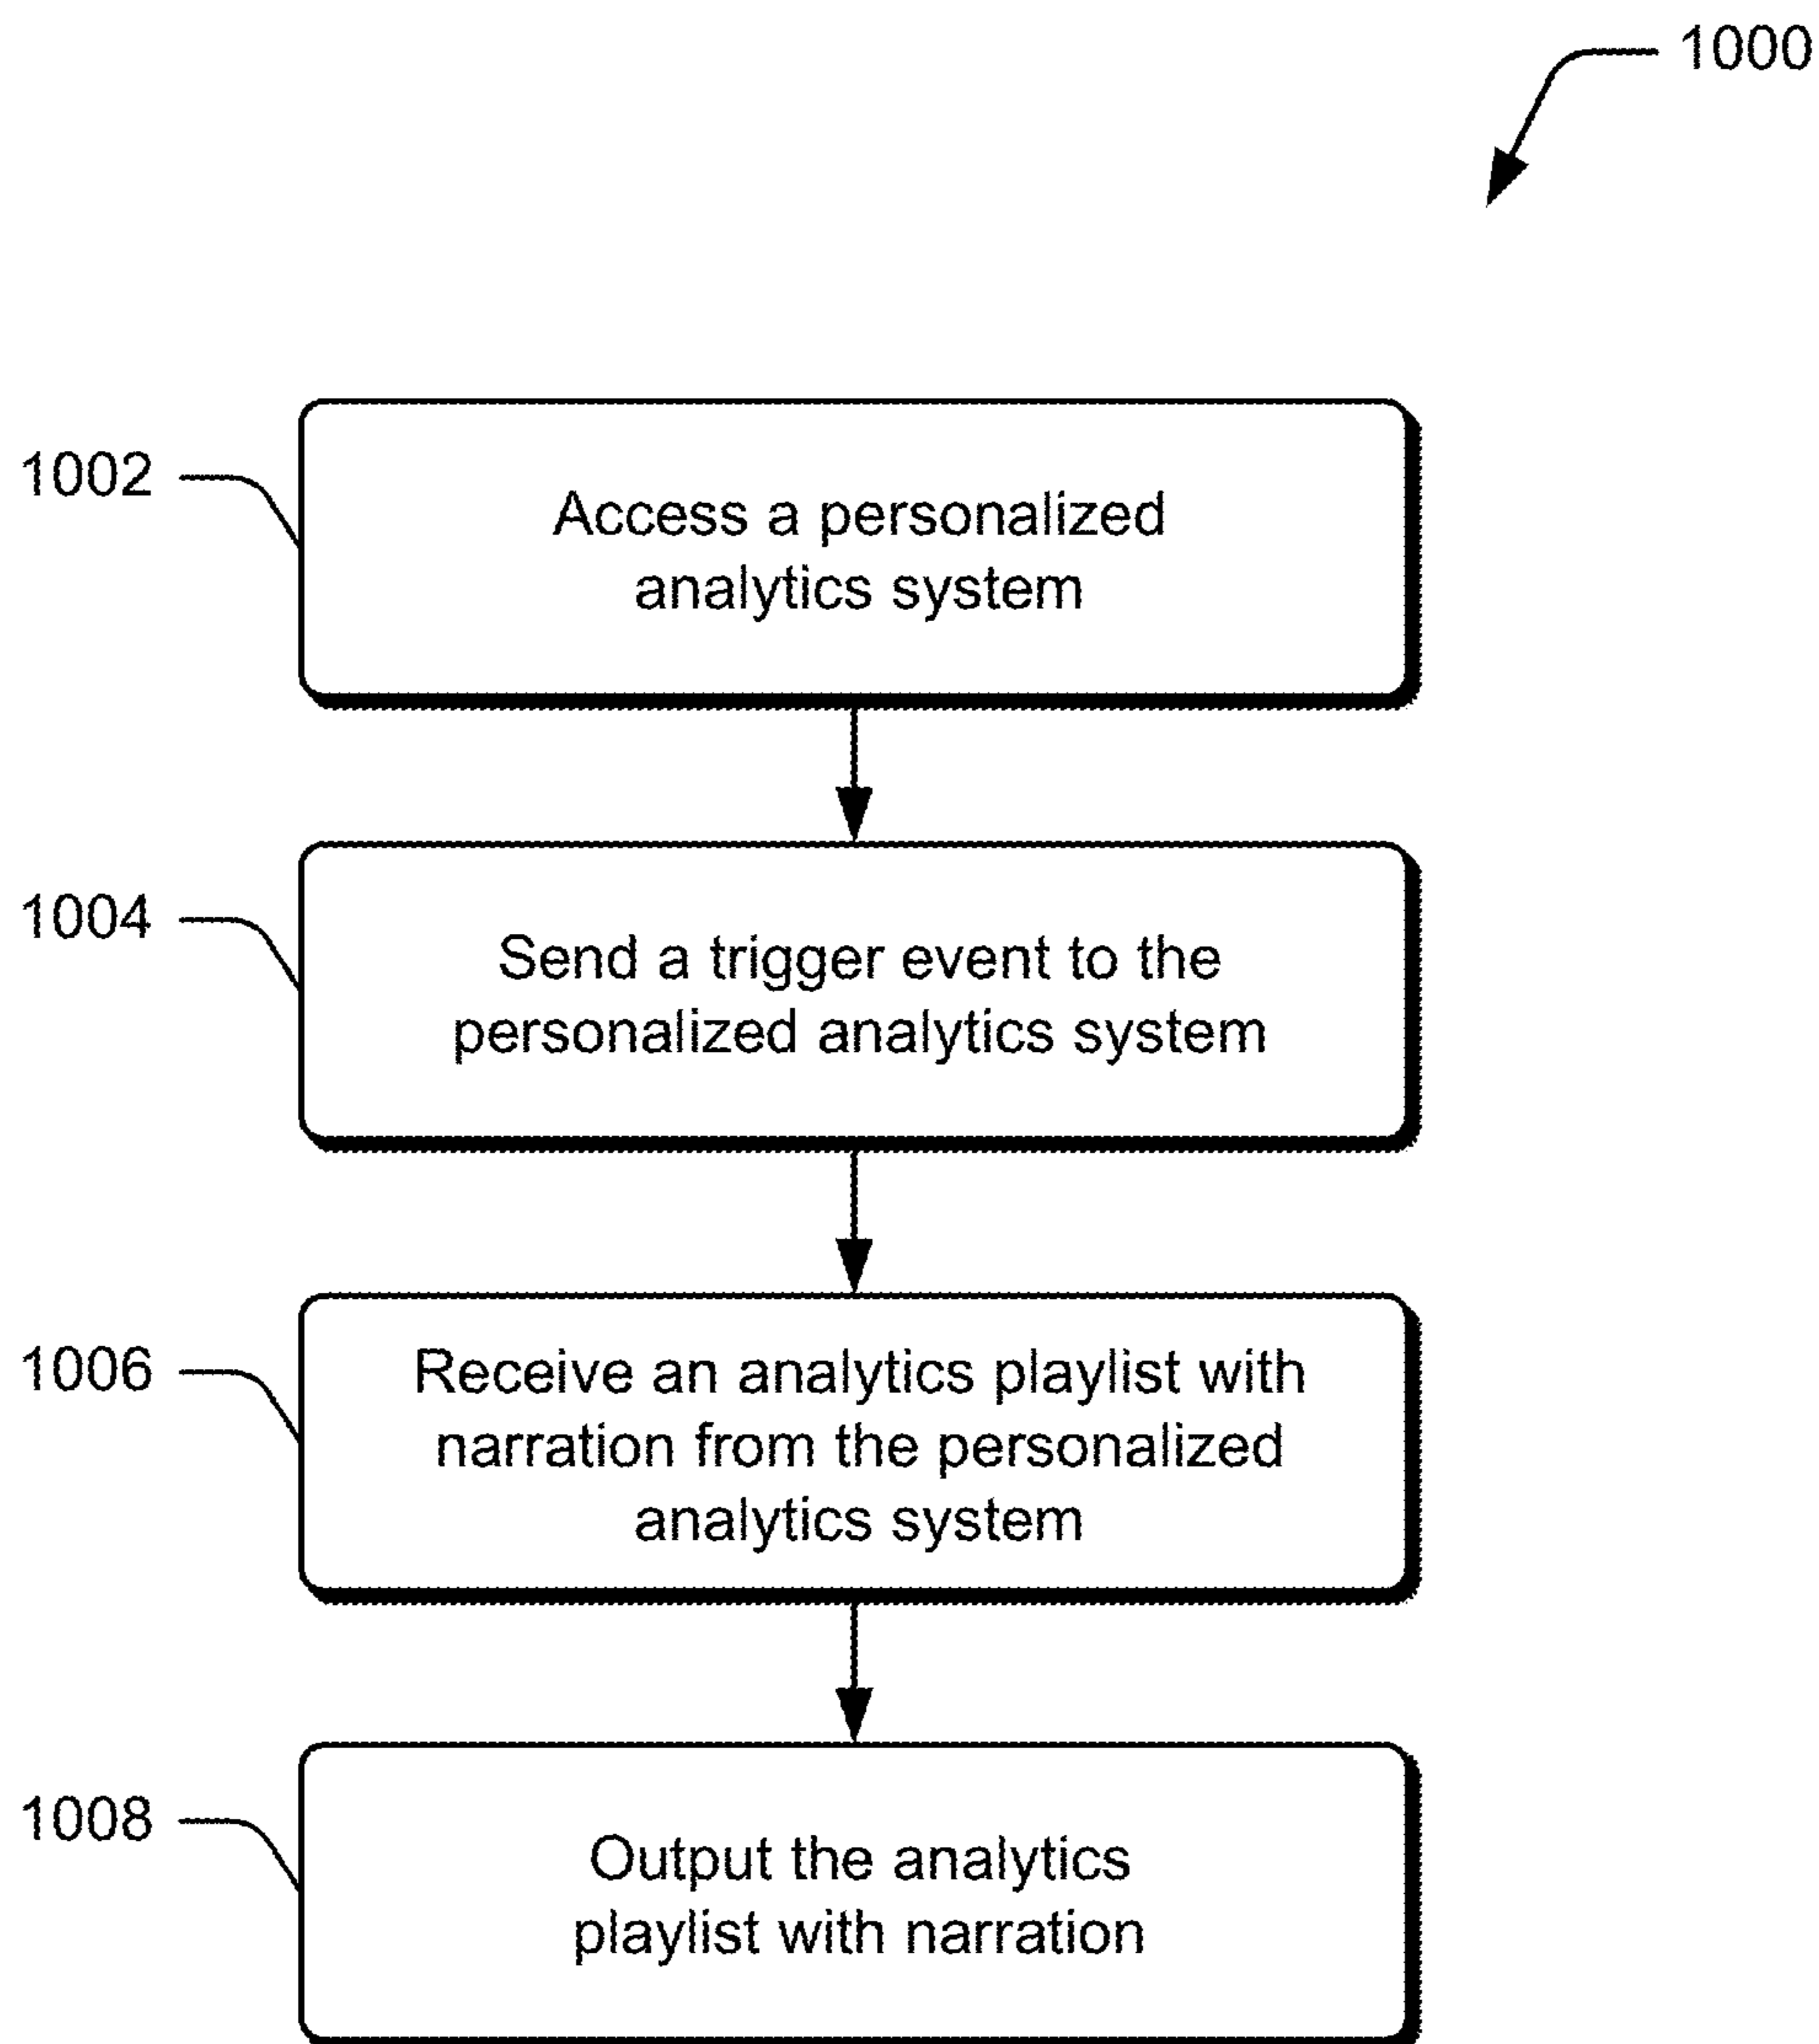 1000
1002
Access a personalized
analytics system
1004
Send a trigger event to the
personalized analytics system
1006
Receive an analytics playlist with
narration from the personalized
analytics system
1008
Output the analytics
playlist with narration